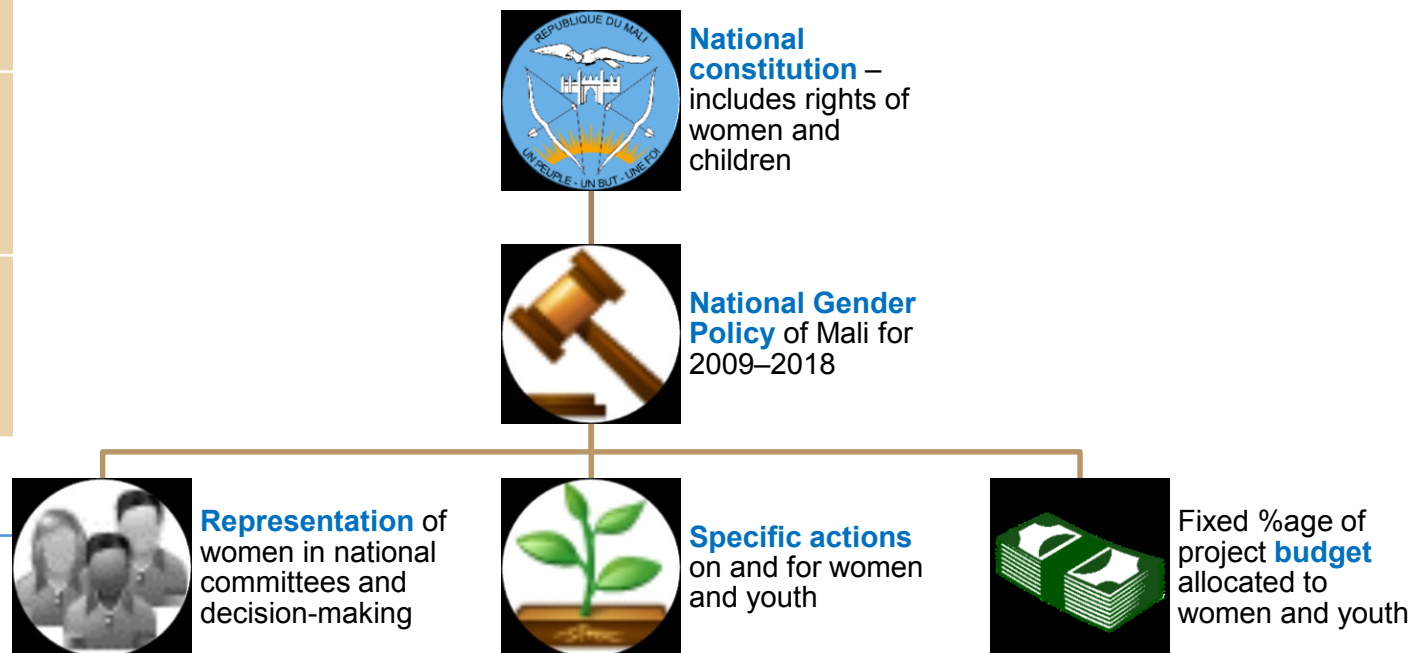 REPUBLIQUE DU MALI
UN PEUPLE - UN BUT - UNE FOI
National
constitution –
includes rights of
women and
children
National Gender
Policy of Mali for
2009–2018
Representation of
women in national
committees and
decision-making
Specific actions
on and for women
and youth
Fixed %age of
project budget
allocated to
women and youth